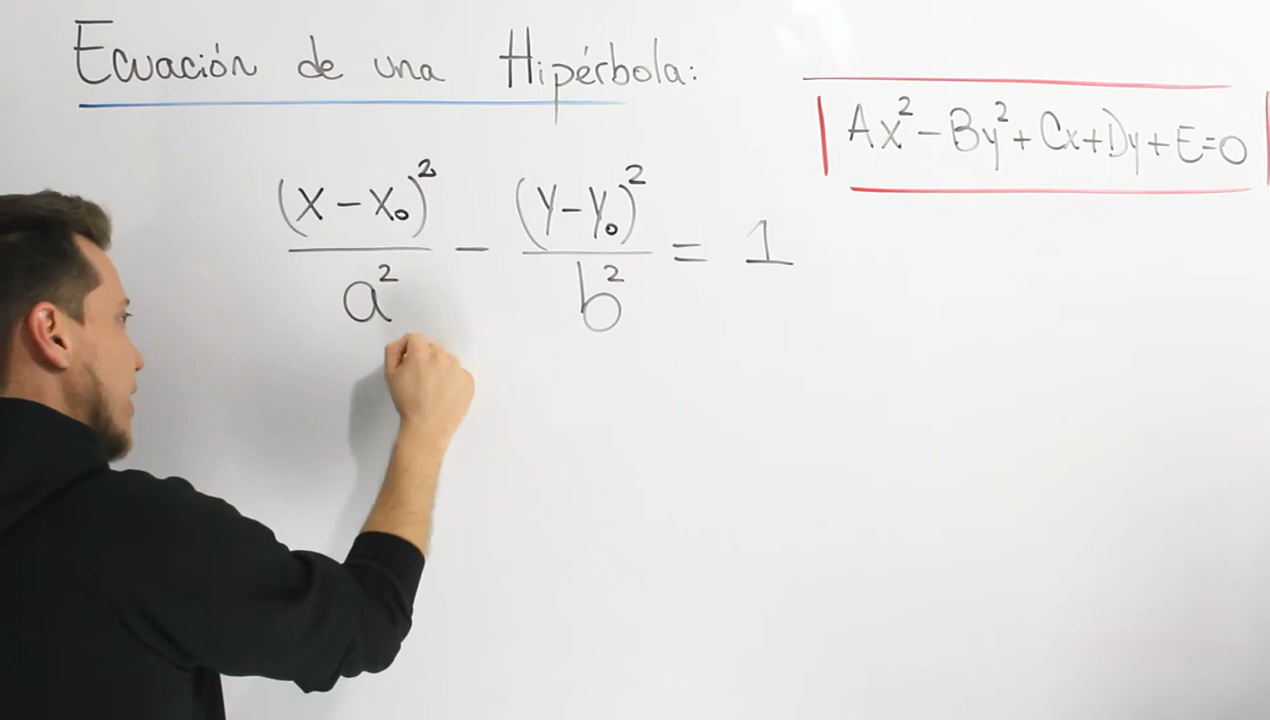 Ecuación de una Hipérbola:
Ax² - By² + Cx + Dy + E = 0
(X - X₀)² / a² - (Y - Y₀)² / b² = 1